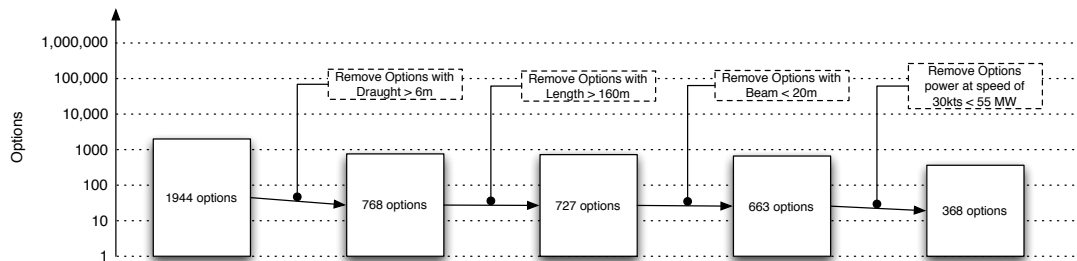 Options
1,000,000
100,000
10,000
1000
100
10
1
Remove Options with
Draught > 6m
Remove Options with
Length > 160m
Remove Options with
Beam < 20m
Remove Options
power at speed of
30kts < 55 MW
1944 options
768 options
727 options
663 options
368 options